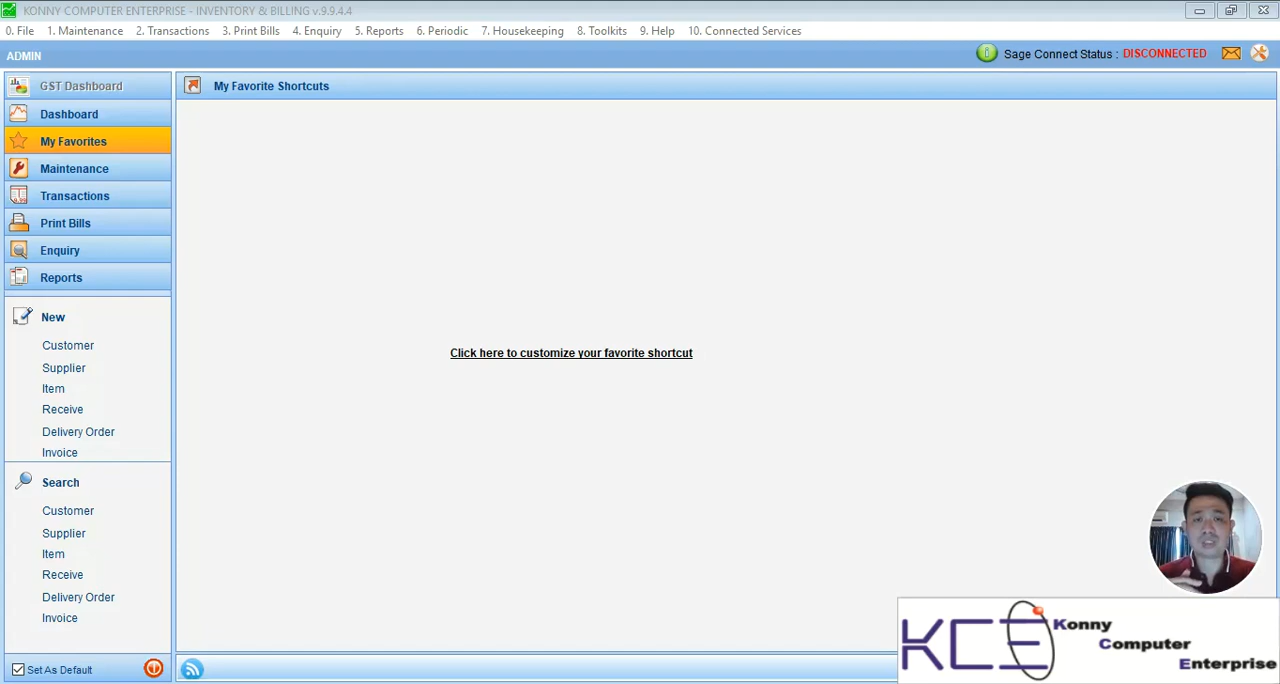 KONNY COMPUTER ENTERPRISE - INVENTORY & BILLING v.9.9.4.4
0. File 1. Maintenance 2. Transactions 3. Print Bills 4. Enquiry 5. Reports 6. Periodic 7. Housekeeping 8. Toolkits 9. Help 10. Connected Services
ADMIN
Sage Connect Status : DISCONNECTED
GST Dashboard
Dashboard
My Favorites
Maintenance
Transactions
Print Bills
Enquiry
Reports
New
Customer
Supplier
Item
Receive
Delivery Order
Invoice
Search
Customer
Supplier
Item
Receive
Delivery Order
Invoice
Set As Default
My Favorite Shortcuts
Click here to customize your favorite shortcut
KCE Konny
Computer
Enterprise